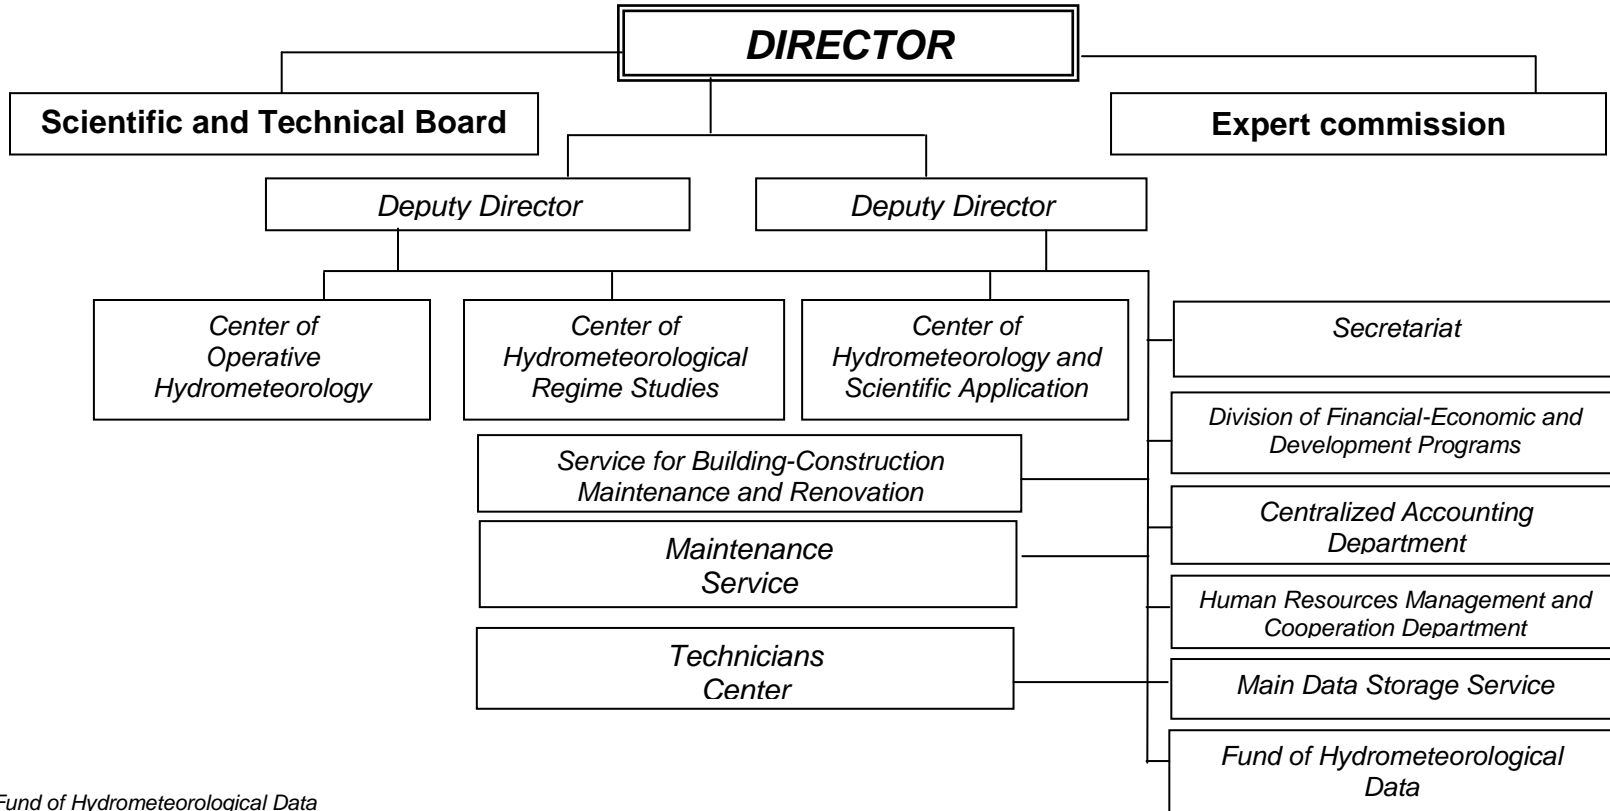 DIRECTOR
Scientific and Technical Board
Expert commission
Deputy Director
Deputy Director
Center of
Operative
Hydrometeorology
Center of
Hydrometeorological
Regime Studies
Center of
Hydrometeorology and
Scientific Application
Secretariat
Division of Financial-Economic and
Development Programs
Service for Building-Construction
Maintenance and Renovation
Centralized Accounting
Department
Maintenance
Service
Human Resources Management and
Cooperation Department
Technicians
Center
Main Data Storage Service
Fund of Hydrometeorological
Data
Fund of Hydrometeorological Data